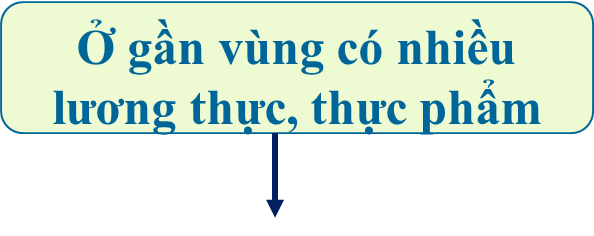 Ở gần vùng có nhiều
lương thực, thực phẩm